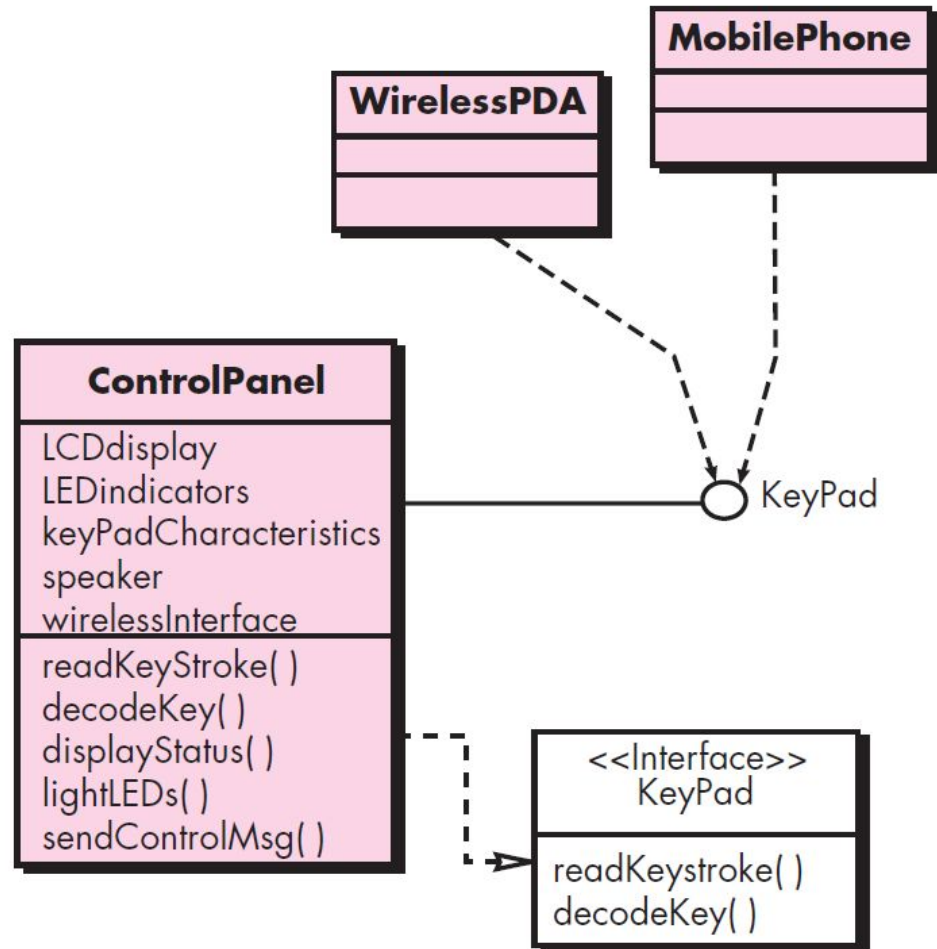 MobilePhone
WirelessPDA
ControlPanel
LCDdisplay
LEDindicators
keyPadCharacteristics
speaker
wirelessInterface
readKeyStroke( )
decodeKey( )
displayStatus( )
lightLEDs( )
sendControlMsg( )
KeyPad
<<Interface>>
KeyPad
readKeystroke( )
decodeKey( )